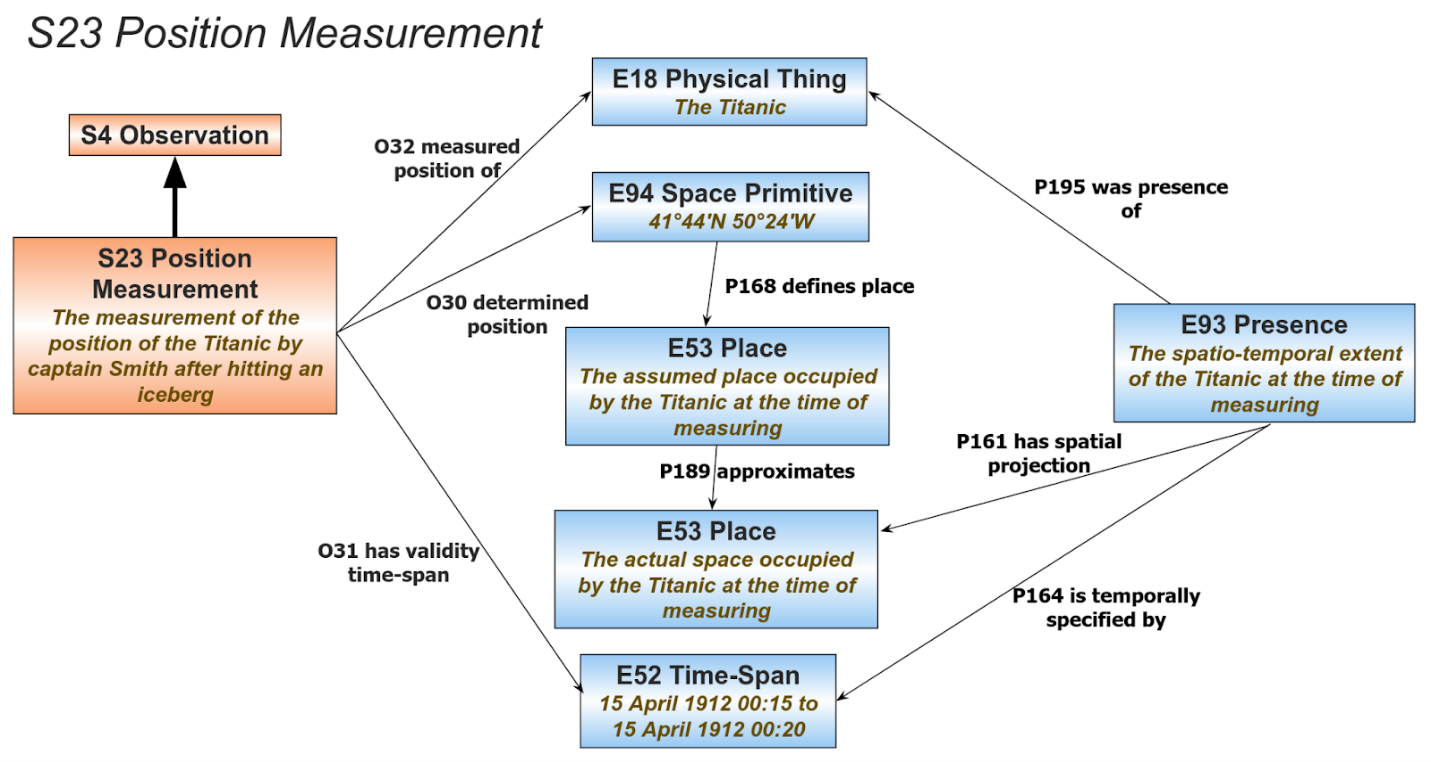 S23 Position Measurement
E18 Physical Thing
The Titanic
S4 Observation
O32 measured
position of
E94 Space Primitive
41°44'N 50°24'W
P195 was presence
of
S23 Position
Measurement
The measurement of the
position of the Titanic by
captain Smith after hitting an
iceberg
O30 determined
position
P168 defines place
E53 Place
The assumed place occupied
by the Titanic at the time of
measuring
E93 Presence
The spatio-temporal extent
of the Titanic at the time of
measuring
P189 approximates
P161 has spatial
projection
E53 Place
The actual space occupied
by the Titanic at the time of
measuring
O31 has validity
time-span
P164 is temporally
specified by
E52 Time-Span
15 April 1912 00:15 to
15 April 1912 00:20